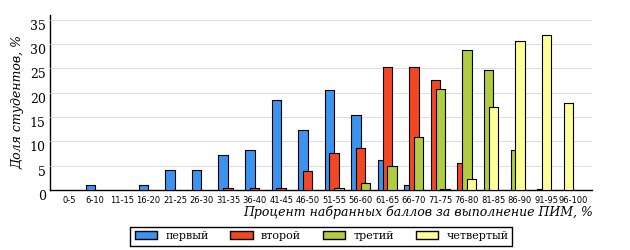 Доля студентов, %
35
30
25
20
15
10
5
0
0-5 6-10 11-15 16-20 21-25 26-30 31-35 36-40 41-45 46-50 51-55 56-60 61-65 66-70 71-75 76-80 81-85 86-90 91-95 96-100
Процент набранных баллов за выполнение ПИМ, %
первый второй третий четвертый